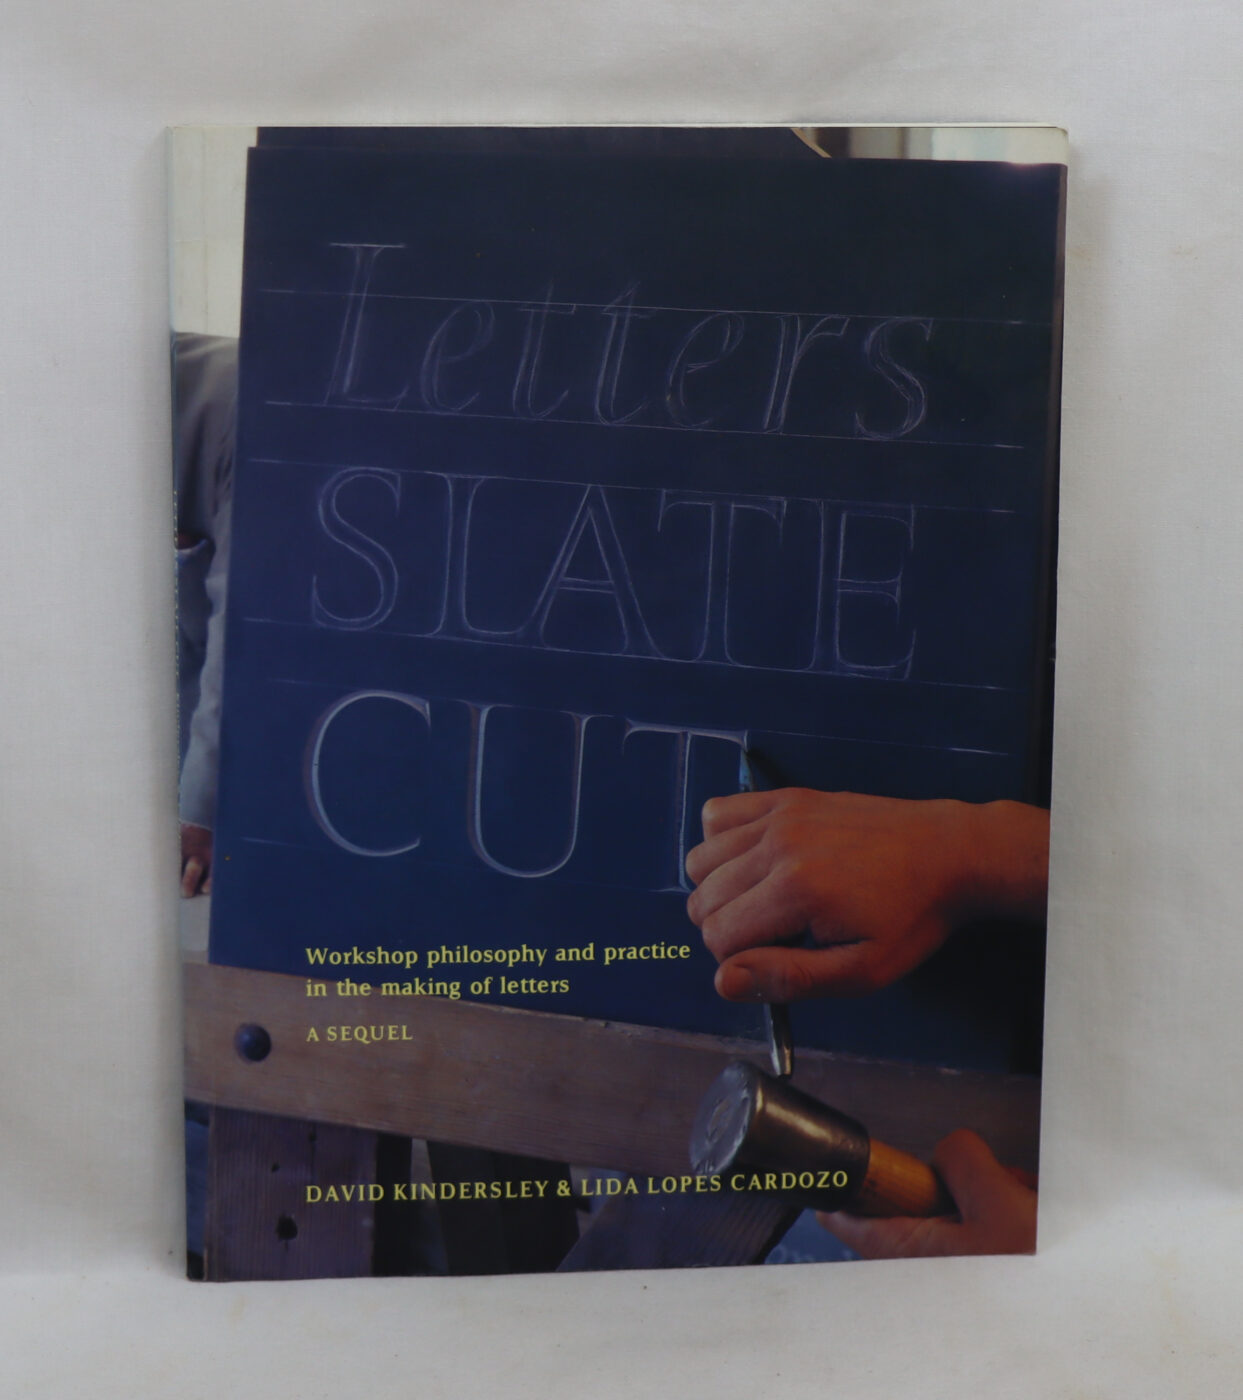 Letters
SLATE
CUT
Workshop philosophy and practice
in the making of letters
A SEQUEL
DAVID KINDERSLEY & LIDA LOPES CARDOZO